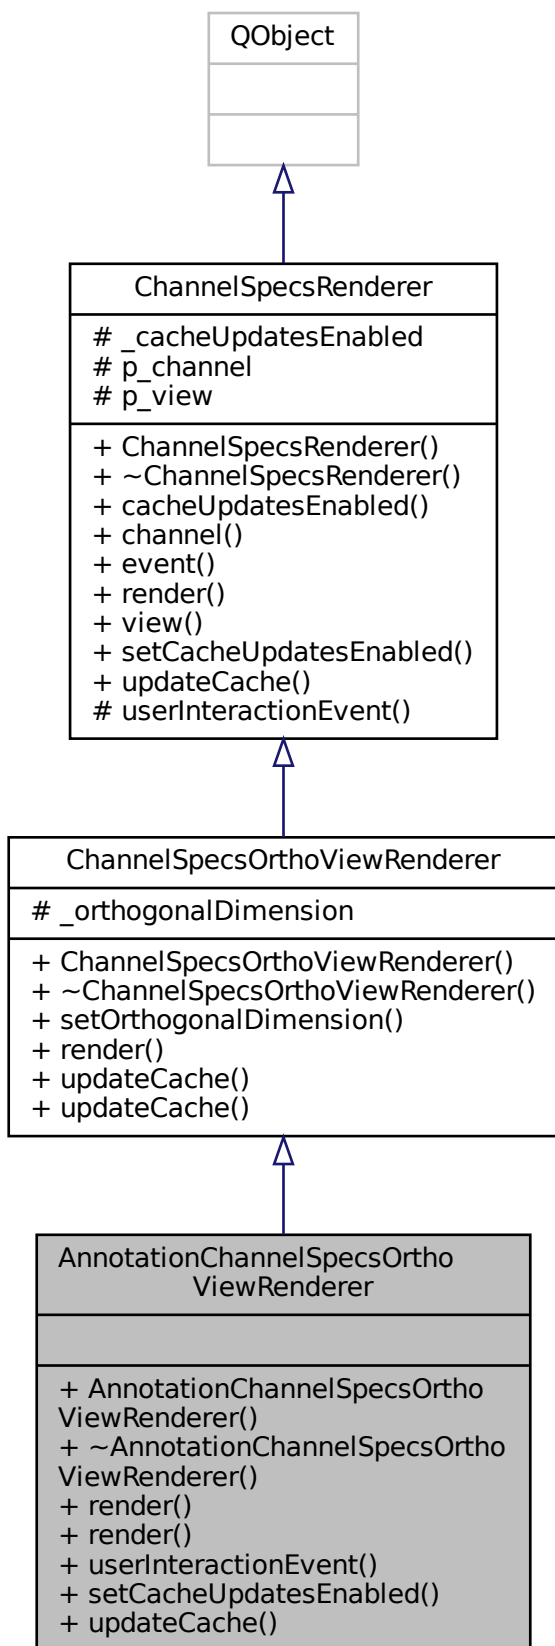 QObject
ChannelSpecsRenderer
# _cacheUpdatesEnabled
# p_channel
# p_view
+ ChannelSpecsRenderer()
+ ~ChannelSpecsRenderer()
+ cacheUpdatesEnabled()
+ channel()
+ event()
+ render()
+ view()
+ setCacheUpdatesEnabled()
+ updateCache()
# userInteractionEvent()
ChannelSpecsOrthoViewRenderer
# _orthogonalDimension
+ ChannelSpecsOrthoViewRenderer()
+ ~ChannelSpecsOrthoViewRenderer()
+ setOrthogonalDimension()
+ render()
+ updateCache()
+ updateCache()
AnnotationChannelSpecsOrtho
ViewRenderer
+ AnnotationChannelSpecsOrtho
ViewRenderer()
+ ~AnnotationChannelSpecsOrtho
ViewRenderer()
+ render()
+ render()
+ userInteractionEvent()
+ setCacheUpdatesEnabled()
+ updateCache()